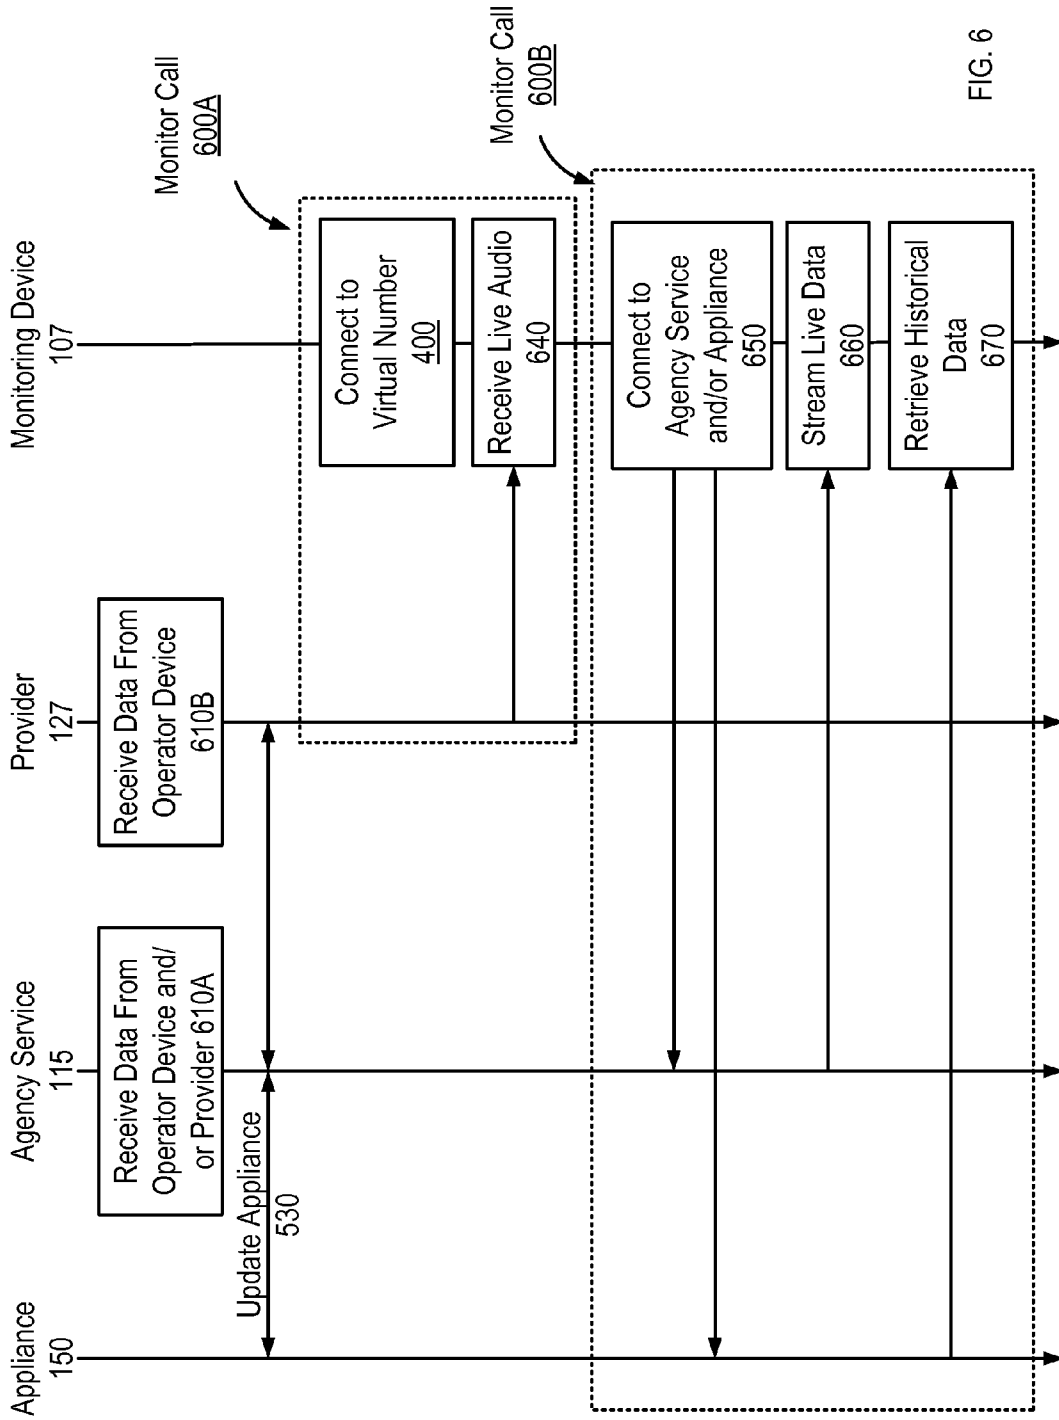 Appliance
150
Agency Service
115
Provider
127
Monitoring Device
107
Receive Data From
Operator Device and/
or Provider 610A
Receive Data From
Operator Device
610B
Update Appliance
530
Monitor Call
600A
Connect to
Virtual Number
400
Receive Live Audio
640
Monitor Call
600B
Connect to
Agency Service
and/or Appliance
650
Stream Live Data
660
Retrieve Historical
Data
670
FIG. 6